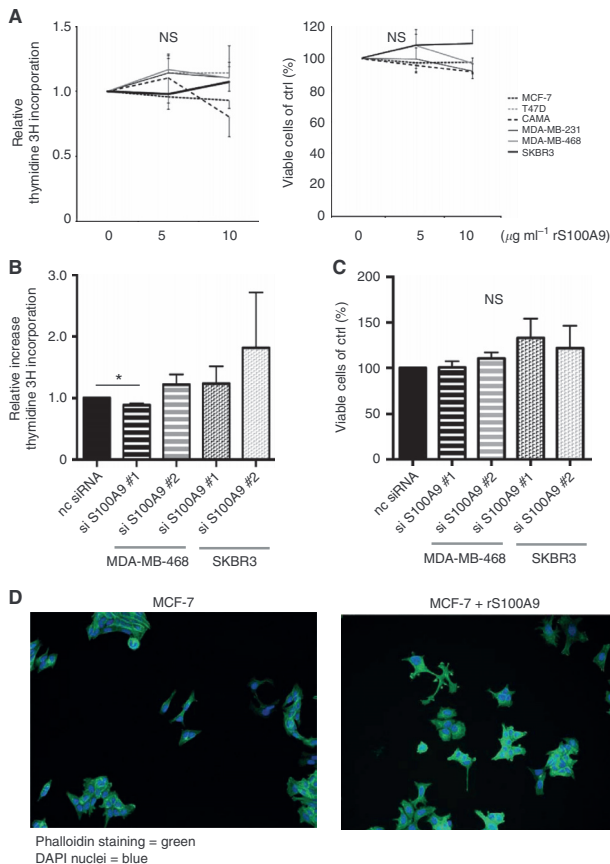 A
Relative
thymidine 3H incorporation
1.5
1.0
0.5
0
NS
0 5 10
Viable cells of ctrl (%)
120
100
80
60
40
20
0
NS
0 5 10 (μg ml−1 rS100A9)
MCF-7
T47D
CAMA
MDA-MB-231
MDA-MB-468
SKBR3
B
Relative increase
thymidine 3H incorporation
3.0
2.0
1.0
0
*
nc siRNA
si S100A9 #1
si S100A9 #2
si S100A9 #1
si S100A9 #2
MDA-MB-468 SKBR3
C
Viable cells of ctrl (%)
200
150
100
50
0
NS
nc siRNA
si S100A9 #1
si S100A9 #2
si S100A9 #1
si S100A9 #2
MDA-MB-468 SKBR3
D
MCF-7
MCF-7 + rS100A9
Phalloidin staining = green
DAPI nuclei = blue